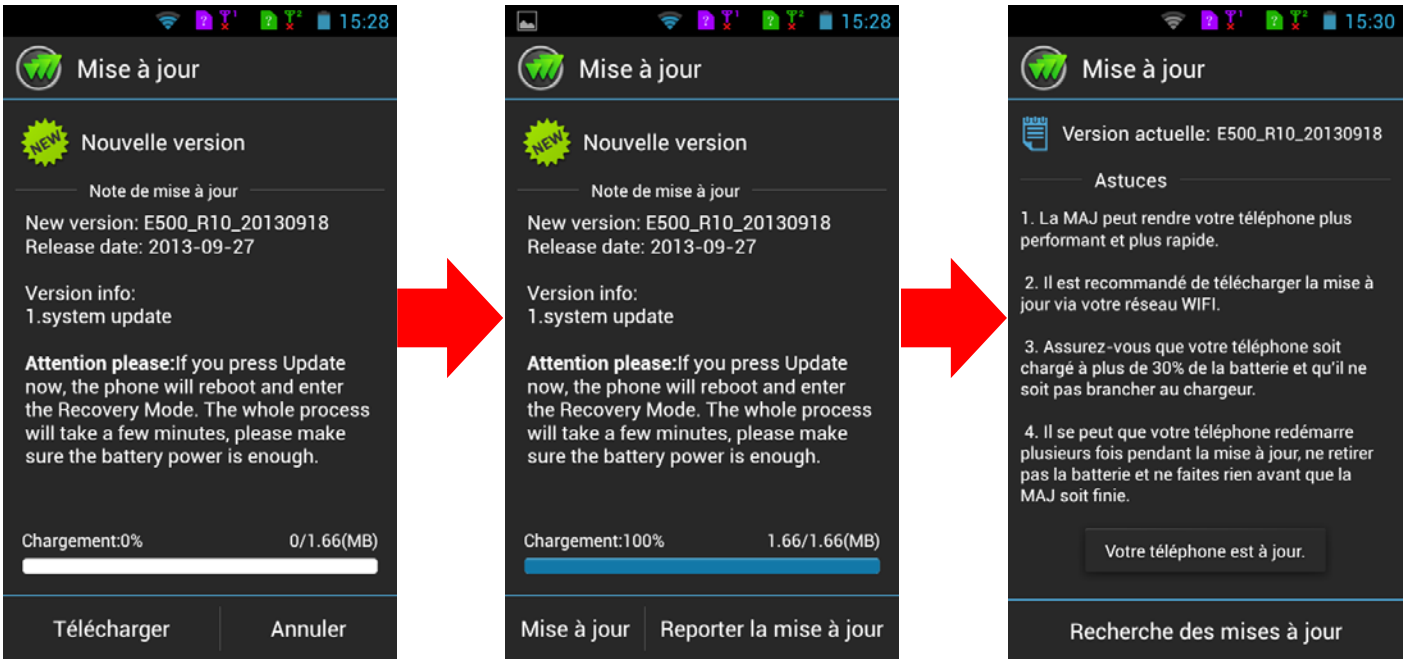 15:28
Mise à jour
NEW
Nouvelle version
Note de mise à jour
New version: E500_R10_20130918
Release date: 2013-09-27
Version info:
1.system update
Attention please:If you press Update
now, the phone will reboot and enter
the Recovery Mode. The whole process
will take a few minutes, please make
sure the battery power is enough.
Chargement:0% 0/1.66(MB)
Télécharger Annuler
15:28
Mise à jour
NEW
Nouvelle version
Note de mise à jour
New version: E500_R10_20130918
Release date: 2013-09-27
Version info:
1.system update
Attention please:If you press Update
now, the phone will reboot and enter
the Recovery Mode. The whole process
will take a few minutes, please make
sure the battery power is enough.
Chargement:100% 1.66/1.66(MB)
Mise à jour Reporter la mise à jour
15:30
Mise à jour
Version actuelle: E500_R10_20130918
Astuces
1. La MAJ peut rendre votre téléphone plus
performant et plus rapide.
2. Il est recommandé de télécharger la mise à
jour via votre réseau WIFI.
3. Assurez-vous que votre téléphone soit
chargé à plus de 30% de la batterie et qu'il ne
soit pas brancher au chargeur.
4. Il se peut que votre téléphone redémarre
plusieurs fois pendant la mise à jour, ne retirer
pas la batterie et ne faites rien avant que la
MAJ soit finie.
Votre téléphone est à jour.
Recherche des mises à jour